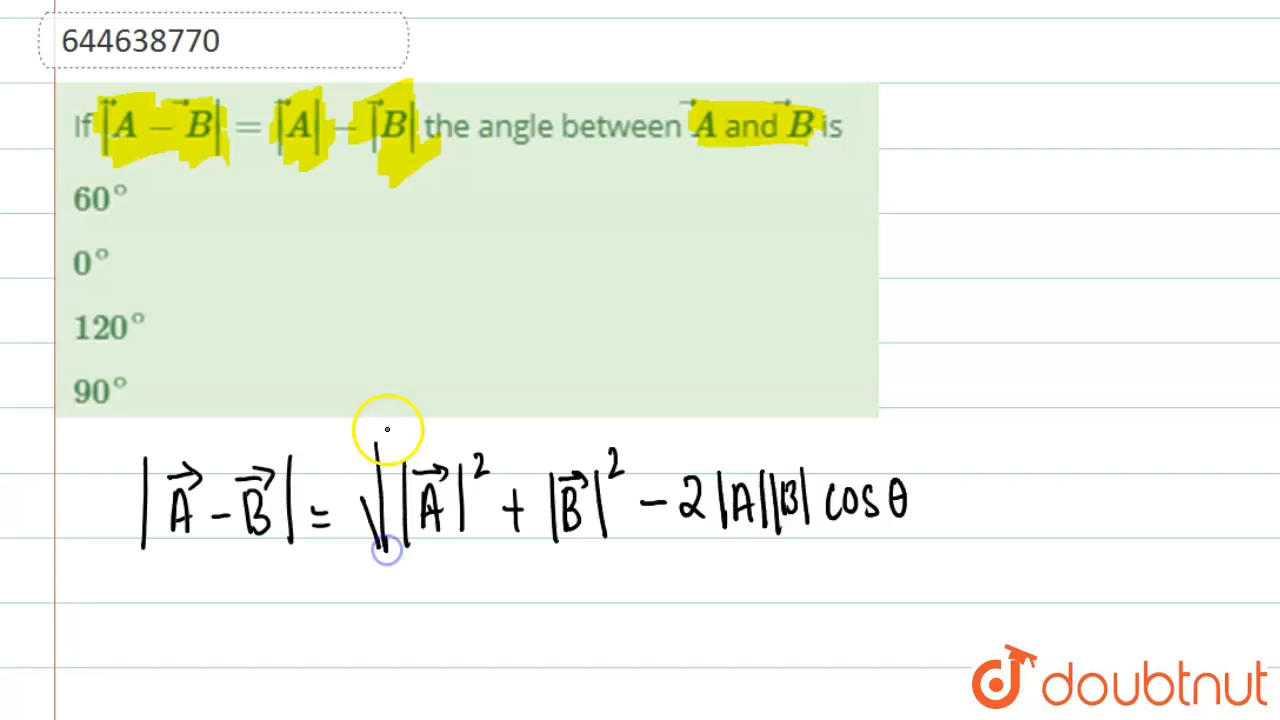 644638770
If |A⃗ − B⃗| = |A⃗| − |B⃗| the angle between A⃗ and B⃗ is
60°
0°
120°
90°
|A⃗ − B⃗| = √|A⃗|² + |B⃗|² − 2|A||B| cos θ
doubtnut